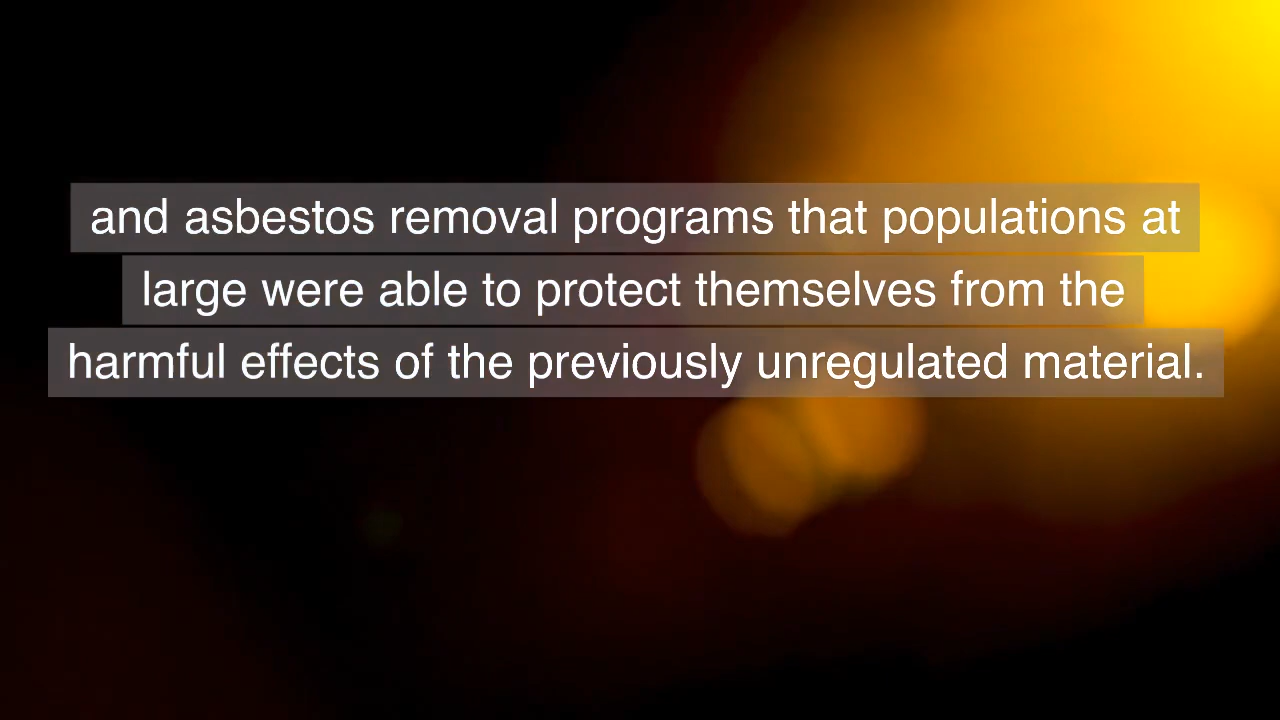 and asbestos removal programs that populations at
large were able to protect themselves from the
harmful effects of the previously unregulated material.